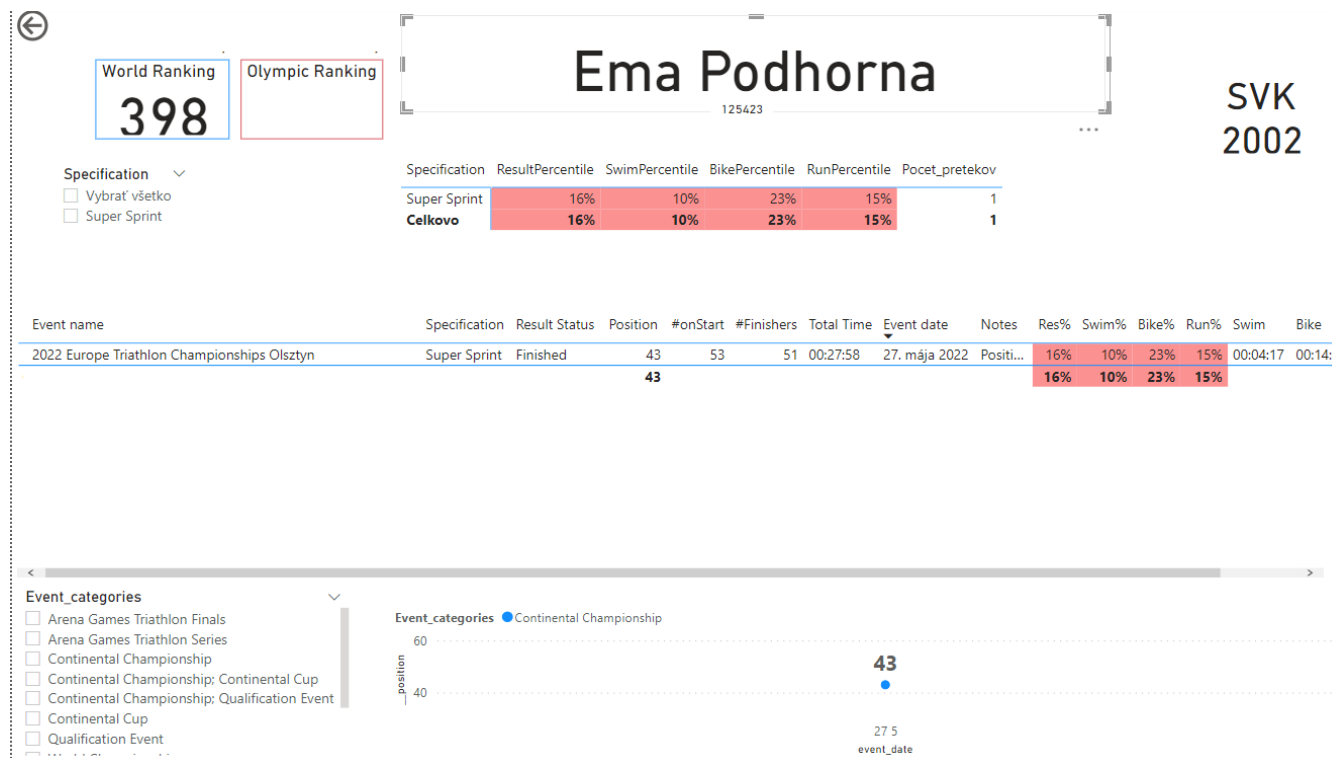 World Ranking
398
Olympic Ranking
Ema Podhorna
125423
SVK
2002
Specification
Vybrať všetko
Super Sprint
Specification ResultPercentile SwimPercentile BikePercentile RunPercentile Pocet_pretekov
Super Sprint 16% 10% 23% 15% 1
Celkovo 16% 10% 23% 15% 1
Event name Specification Result Status Position #onStart #Finishers Total Time Event date Notes Res% Swim% Bike% Run% Swim Bike
2022 Europe Triathlon Championships Olsztyn Super Sprint Finished 43 53 51 00:27:58 27. mája 2022 Positi... 16% 10% 23% 15% 00:04:17 00:14:
43 16% 10% 23% 15%
Event_categories
Arena Games Triathlon Finals
Arena Games Triathlon Series
Continental Championship
Continental Championship; Continental Cup
Continental Championship; Qualification Event
Continental Cup
Qualification Event
Event_categories Continental Championship
60
40
_position
43
27 5
event_date